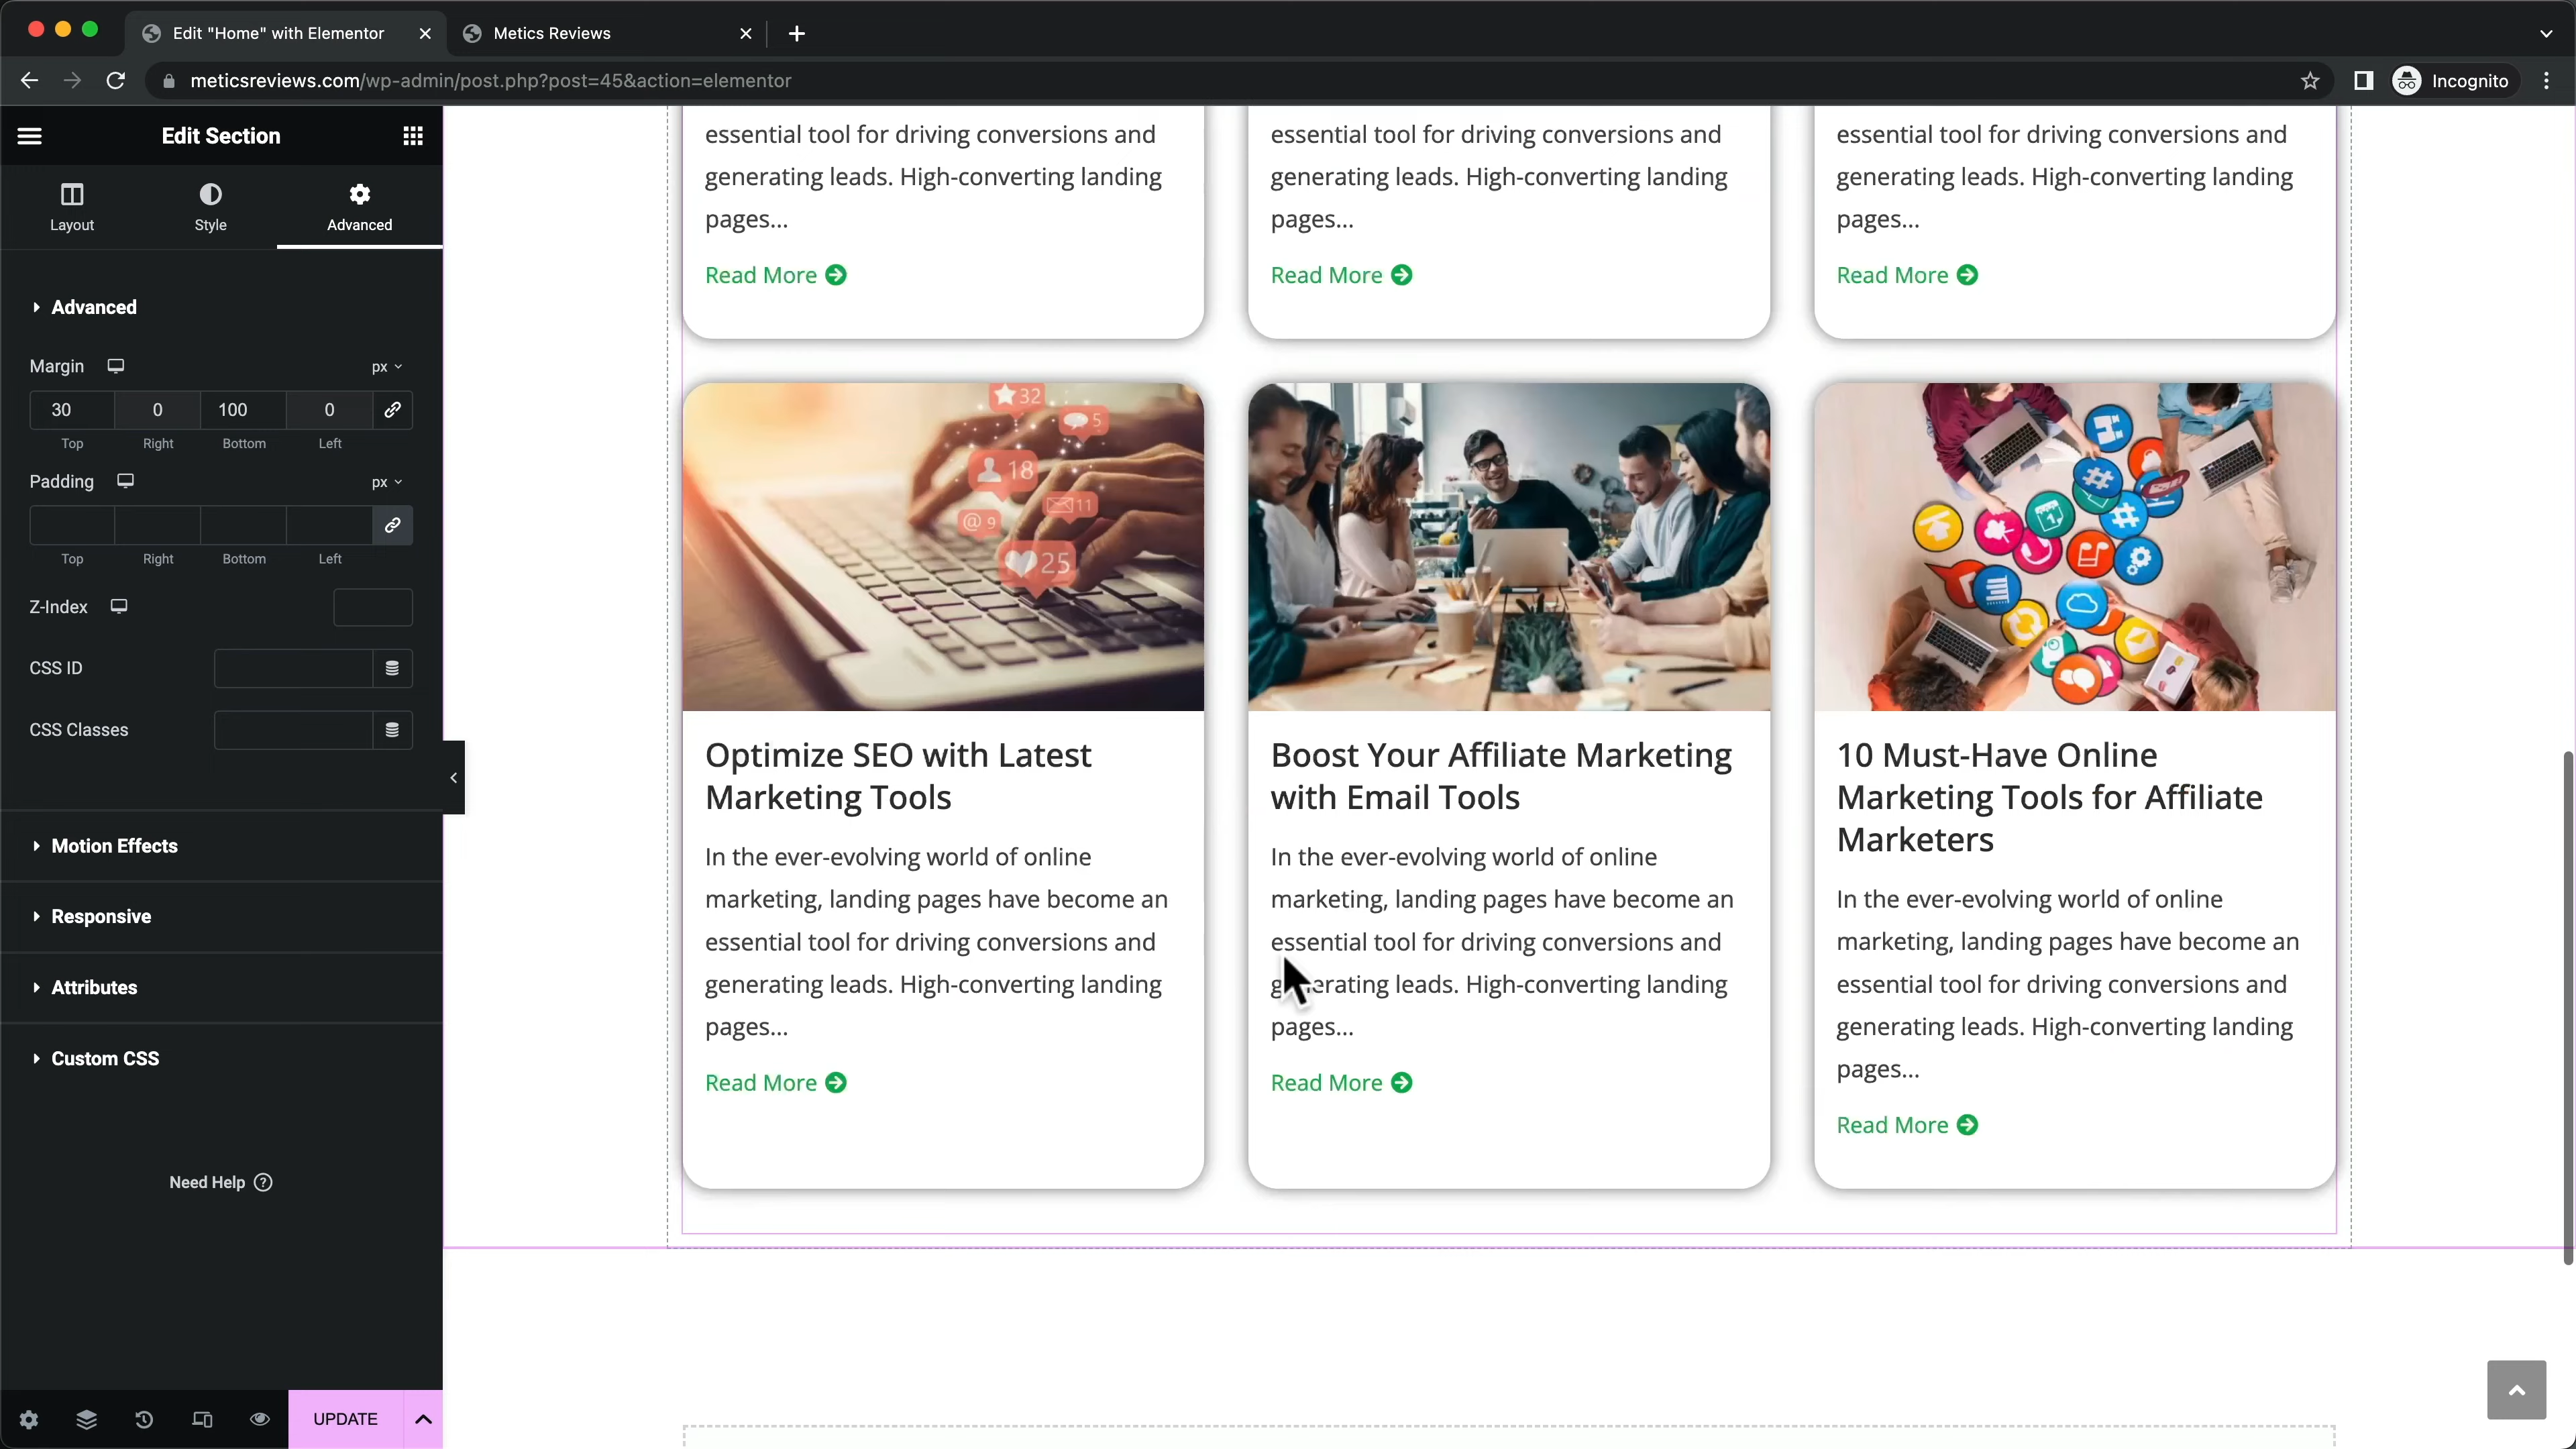 Edit "Home" with Elementor
Metics Reviews
meticsreviews.com/wp-admin/post.php?post=45&action=elementor
Incognito
Edit Section
Layout
Style
Advanced
Advanced
Margin
px
30
0
100
0
Top
Right
Bottom
Left
Padding
px
Top
Right
Bottom
Left
Z-Index
CSS ID
CSS Classes
Motion Effects
Responsive
Attributes
Custom CSS
Need Help
UPDATE
essential tool for driving conversions and
generating leads. High-converting landing
pages...
Read More
essential tool for driving conversions and
generating leads. High-converting landing
pages...
Read More
essential tool for driving conversions and
generating leads. High-converting landing
pages...
Read More
32
5
18
11
@ 9
25
Optimize SEO with Latest
Marketing Tools
In the ever-evolving world of online
marketing, landing pages have become an
essential tool for driving conversions and
generating leads. High-converting landing
pages...
Read More
Boost Your Affiliate Marketing
with Email Tools
In the ever-evolving world of online
marketing, landing pages have become an
essential tool for driving conversions and
generating leads. High-converting landing
pages...
Read More
10 Must-Have Online
Marketing Tools for Affiliate
Marketers
In the ever-evolving world of online
marketing, landing pages have become an
essential tool for driving conversions and
generating leads. High-converting landing
pages...
Read More